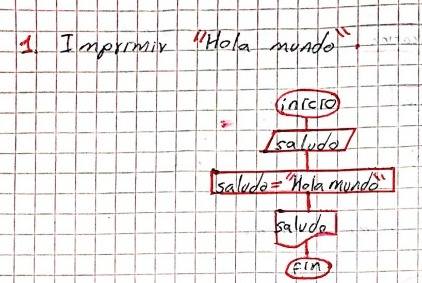 1. Imprimir "Hola mundo".
inicio
saludo
saludo = "Hola mundo"
saludo
fin